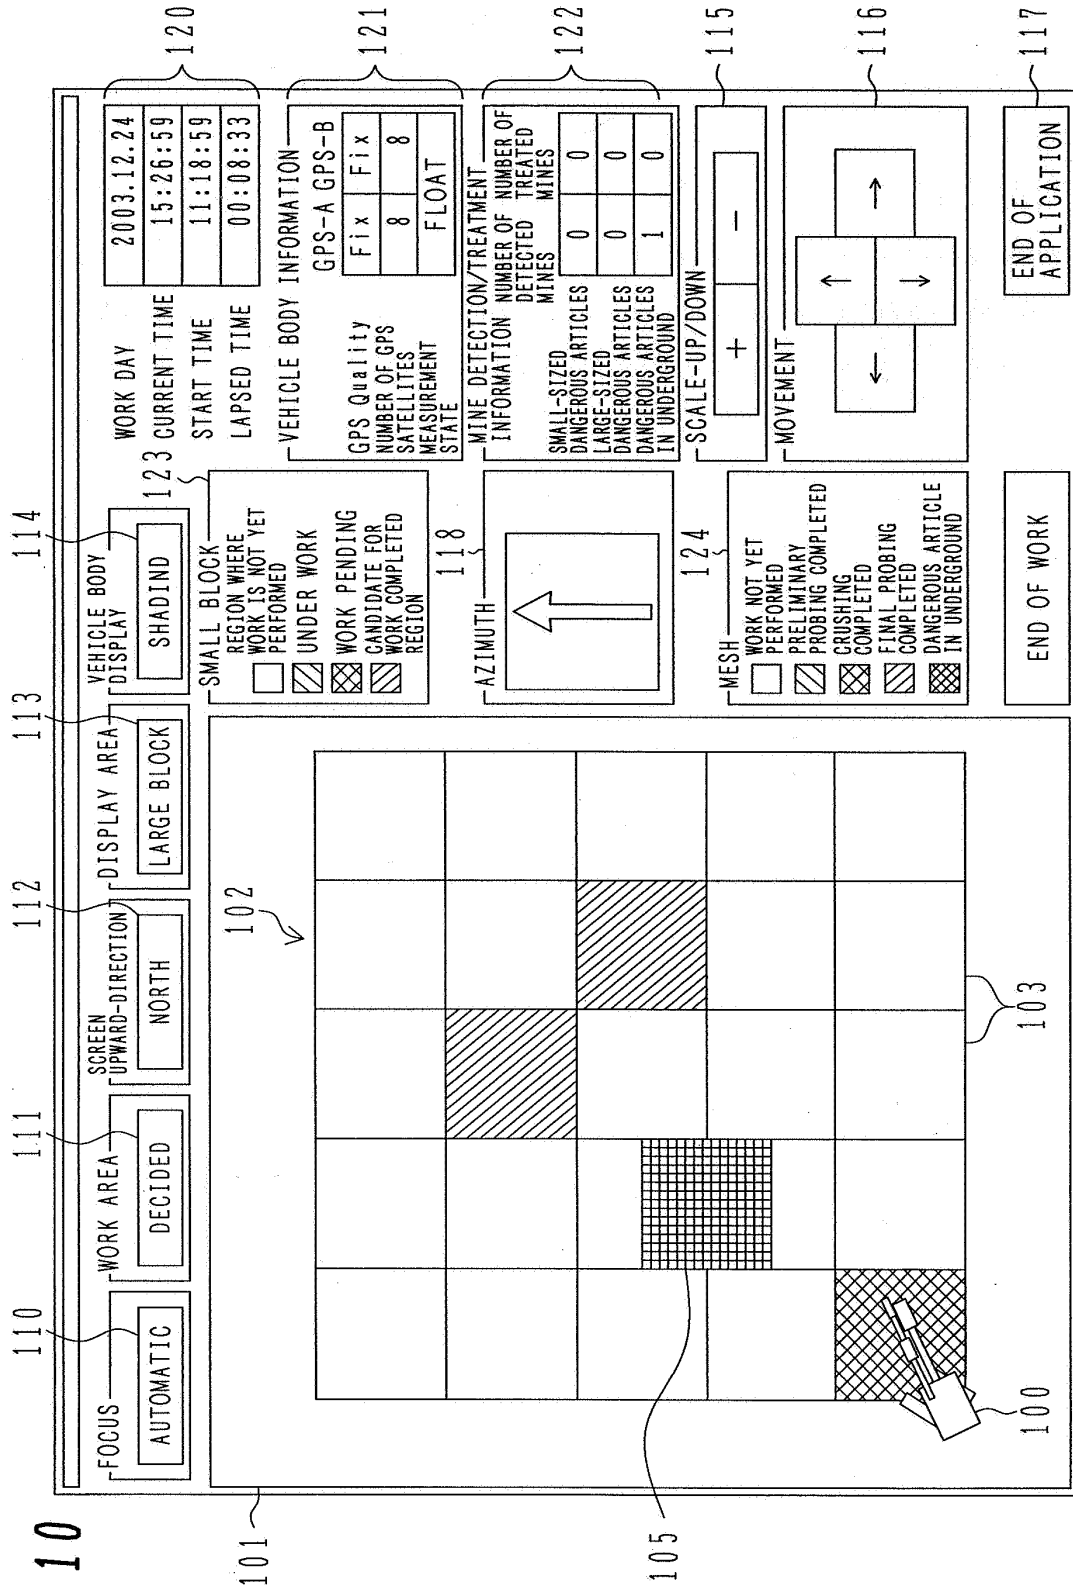 10
110
111
112
113
114
FOCUS
AUTOMATIC
WORK AREA
DECIDED
SCREEN
UPWARD-DIRECTION
NORTH
DISPLAY AREA
LARGE BLOCK
VEHICLE BODY
DISPLAY
SHADIND
WORK DAY
2003.12.24
CURRENT TIME
15:26:59
START TIME
11:18:59
LAPSED TIME
00:08:33
120
101
102
103
105
100
123
SMALL BLOCK
REGION WHERE
WORK IS NOT YET
PERFORMED
UNDER WORK
WORK PENDING
CANDIDATE FOR
WORK COMPLETED
REGION
118
AZIMUTH
124
MESH
WORK NOT YET
PERFORMED
PRELIMINARY
PROBING COMPLETED
CRUSHING
COMPLETED
FINAL PROBING
COMPLETED
DANGEROUS ARTICLE
IN UNDERGROUND
END OF WORK
VEHICLE BODY INFORMATION
GPS-A GPS-B
GPS Quality
Fix Fix
NUMBER OF GPS
SATELLITES
8 8
MEASUREMENT
STATE
FLOAT
121
MINE DETECTION/TREATMENT
INFORMATION
NUMBER OF
DETECTED
MINES
NUMBER OF
TREATED
MINES
SMALL-SIZED
DANGEROUS ARTICLES
0 0
LARGE-SIZED
DANGEROUS ARTICLES
0 0
DANGEROUS ARTICLES
IN UNDERGROUND
1 0
122
SCALE-UP/DOWN
+ −
115
MOVEMENT
← ↑ ↓ →
116
END OF
APPLICATION
117